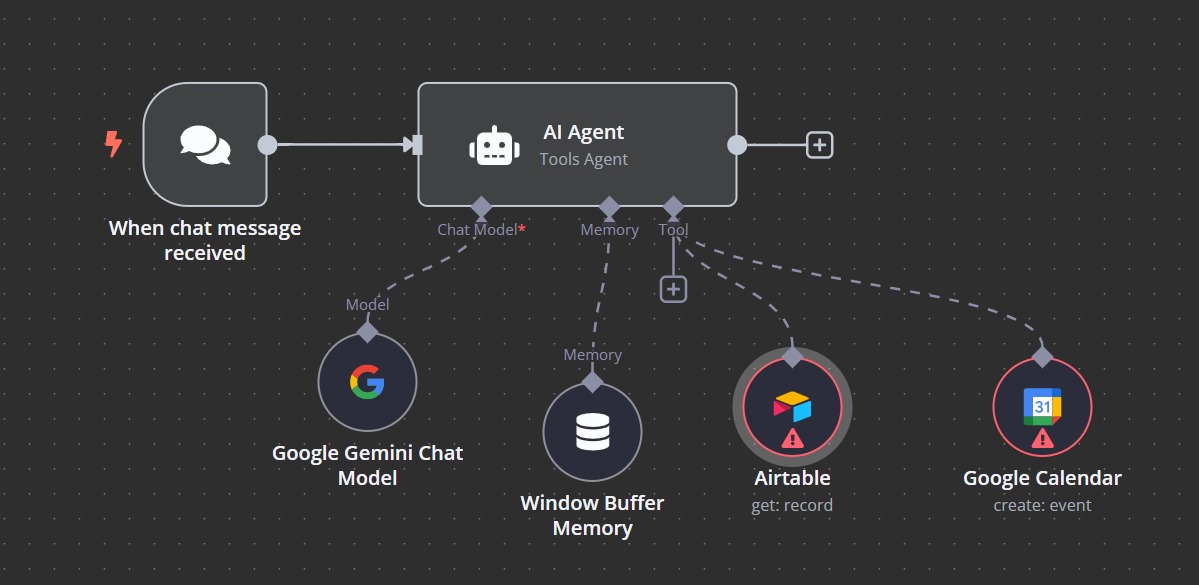 AI Agent
Tools Agent
When chat message
received
Chat Model*
Memory
Tool
Model
Memory
31
Google Gemini Chat
Model
Window Buffer
Memory
Airtable
get: record
Google Calendar
create: event